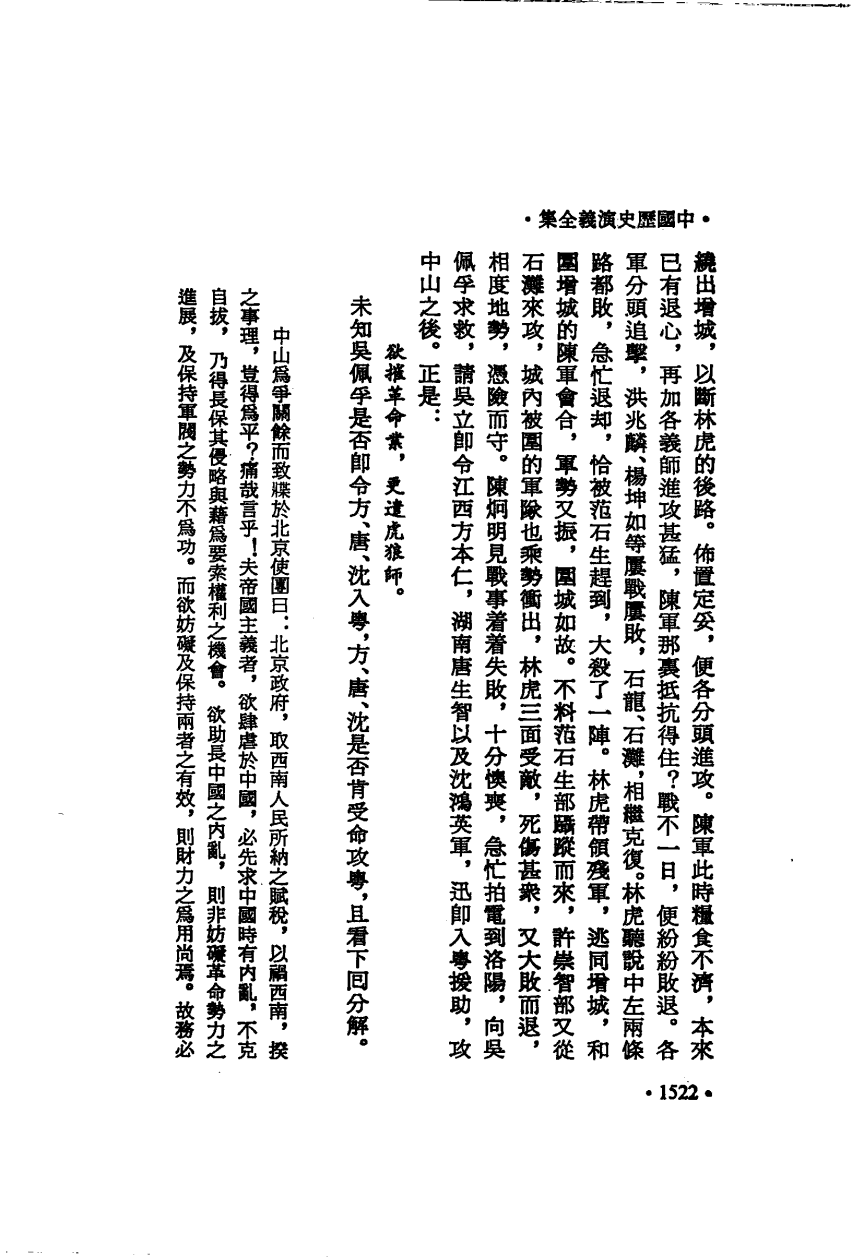 ·中國歷史演義全集·
繞出增城，以斷林虎的後路。佈置定妥，便各分頭進攻。陳軍此時糧食不濟，本來
已有退心，再加各義師進攻甚猛，陳軍那裏抵抗得住？戰不一日，便紛紛敗退。各
軍分頭追擊，洪兆麟、楊坤如等屢戰屢敗，石龍、石灘，相繼克復。林虎聽說中左兩條
路都敗，急忙退却，恰被范石生趕到，大殺了一陣。林虎帶領殘軍，逃囘增城，和
圍增城的陳軍會合，軍勢又振，圍城如故。不料范石生部躡蹤而來，許崇智部又從
石灘來攻，城內被圍的軍隊也乘勢衝出，林虎三面受敵，死傷甚衆，又大敗而退，
相度地勢，憑險而守。陳炯明見戰事着着失敗，十分懊喪，急忙拍電到洛陽，向吳
佩孚求救，請吳立卽令江西方本仁，湖南唐生智以及沈鴻英軍，迅卽入粵援助，攻
中山之後。正是：
欲摧革命業，更遣虎狼師。
未知吳佩孚是否卽令方、唐、沈入粵，方、唐、沈是否肯受命攻粵，且看下囘分解。
中山爲爭關餘而致牒於北京使團曰：北京政府，取西南人民所納之賦稅，以禍西南，揆
之事理，豈得爲平？痛哉言乎！夫帝國主義者，欲肆虐於中國，必先求中國時有內亂，不克
自拔，乃得長保其侵略與藉爲要索權利之機會。欲助長中國之內亂，則非妨礙革命勢力之
進展，及保持軍閥之勢力不爲功。而欲妨礙及保持兩者之有效，則財力之爲用尚焉。故務必
·1522·